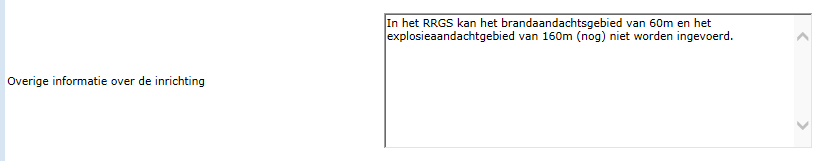 In het RRGS kan het brandaandachtsgebied van 60m en het
explosieaandachtgebied van 160m (nog) niet worden ingevoerd.
Overige informatie over de inrichting